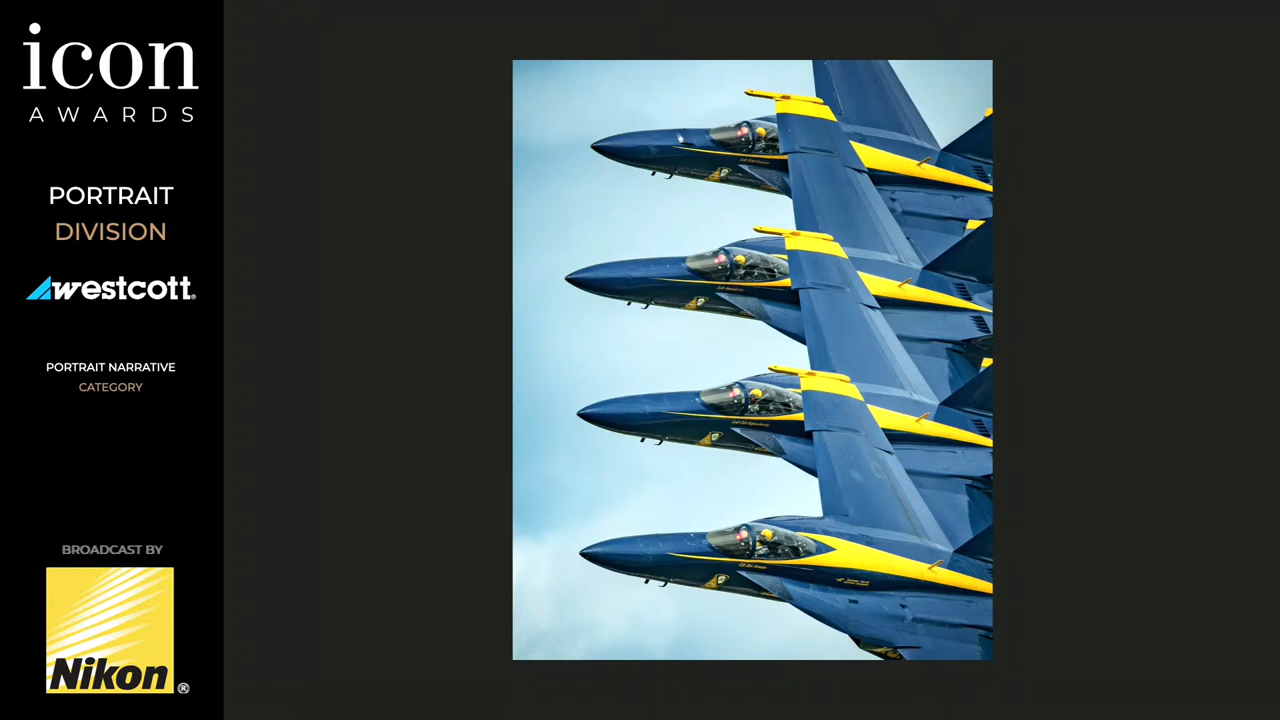 icon
AWARDS
PORTRAIT
DIVISION
Westcott®
PORTRAIT NARRATIVE
CATEGORY
BROADCAST BY
Nikon®